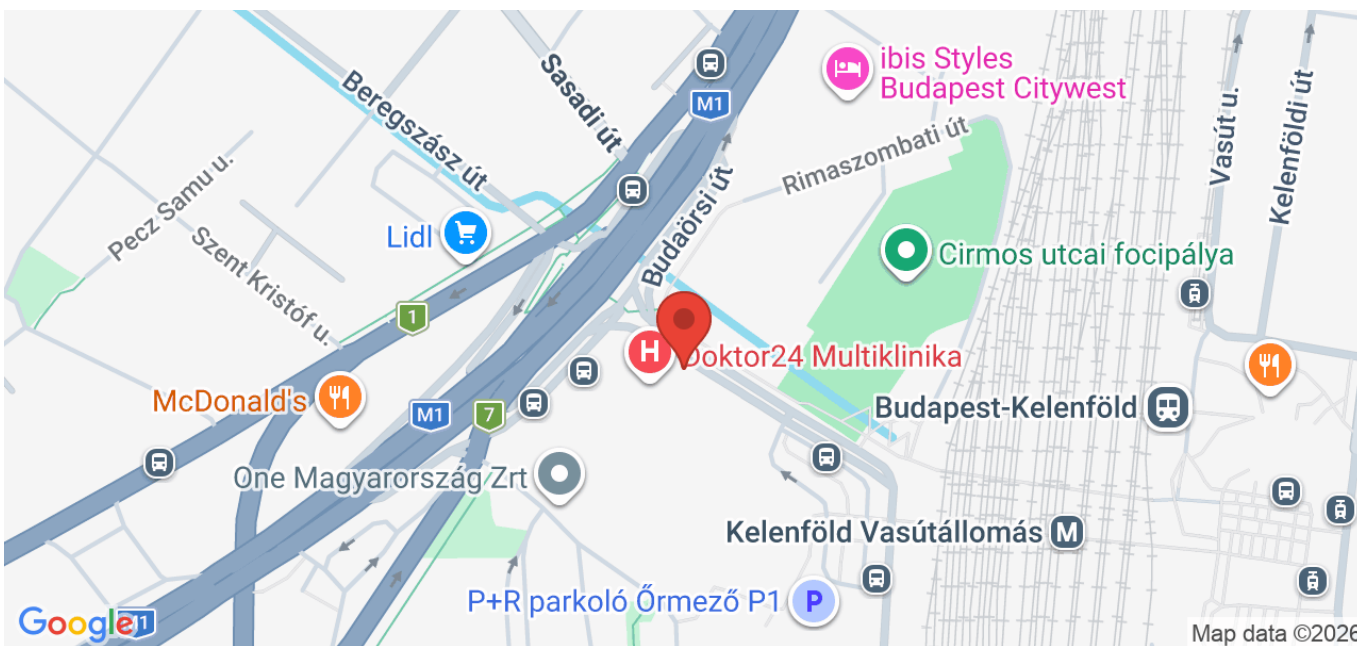 ibis Styles
Budapest Citywest
M1
Sasadi út
Beregszász út
Rimaszombati út
Vasút u.
Kelenföldi út
Pecz Samu u.
Szent Kristóf u.
Lidl
Budaörsi út
Cirmos utcai focipálya
1
H
Doktor24 Multiklinika
McDonald's
M1
7
Budapest-Kelenföld
One Magyarország Zrt
Kelenföld Vasútállomás M
P+R parkoló Őrmező P1 P
Google
M1
Map data ©2026